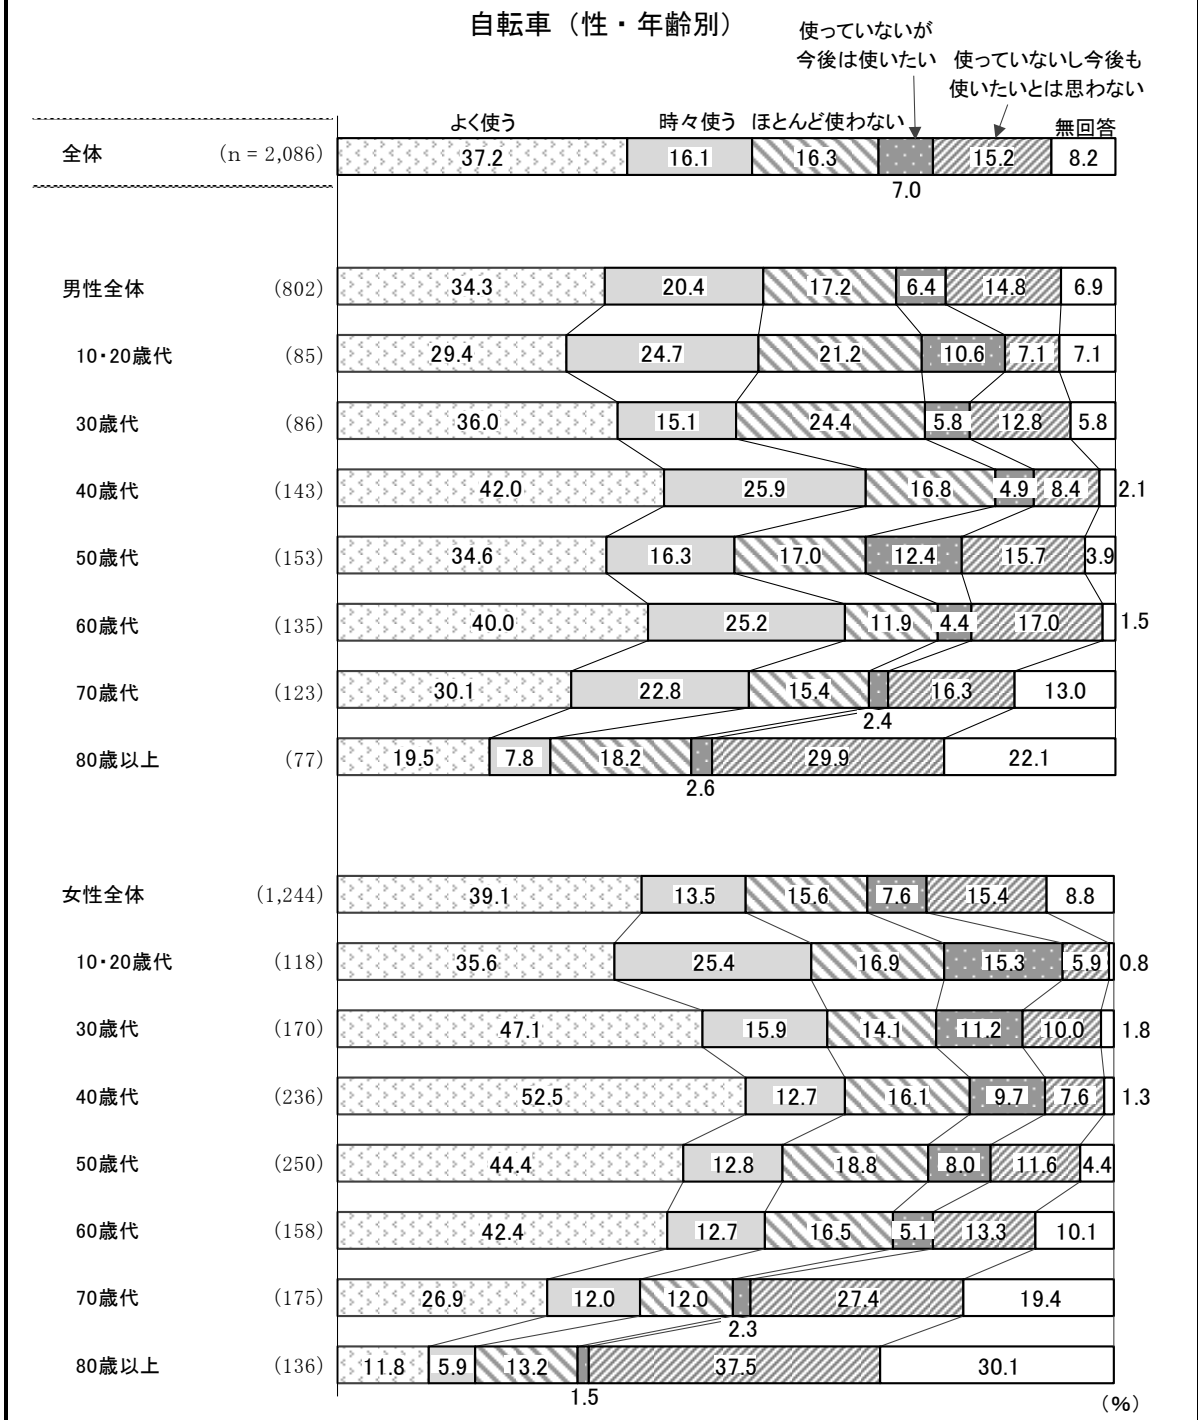 自転車（性・年齢別）
使っていないが
今後は使いたい
使っていないし今後も
使いたいとは思わない
よく使う 時々使う ほとんど使わない 無回答
全体 (n = 2,086) 37.2 16.1 16.3 15.2 8.2
7.0
男性全体 (802) 34.3 20.4 17.2 6.4 14.8 6.9
10・20歳代 (85) 29.4 24.7 21.2 10.6 7.1 7.1
30歳代 (86) 36.0 15.1 24.4 5.8 12.8 5.8
40歳代 (143) 42.0 25.9 16.8 4.9 8.4 2.1
50歳代 (153) 34.6 16.3 17.0 12.4 15.7 3.9
60歳代 (135) 40.0 25.2 11.9 4.4 17.0 1.5
70歳代 (123) 30.1 22.8 15.4 16.3 13.0
2.4
80歳以上 (77) 19.5 7.8 18.2 29.9 22.1
2.6
女性全体 (1,244) 39.1 13.5 15.6 7.6 15.4 8.8
10・20歳代 (118) 35.6 25.4 16.9 15.3 5.9 0.8
30歳代 (170) 47.1 15.9 14.1 11.2 10.0 1.8
40歳代 (236) 52.5 12.7 16.1 9.7 7.6 1.3
50歳代 (250) 44.4 12.8 18.8 8.0 11.6 4.4
60歳代 (158) 42.4 12.7 16.5 5.1 13.3 10.1
70歳代 (175) 26.9 12.0 12.0 27.4 19.4
2.3
80歳以上 (136) 11.8 5.9 13.2 37.5 30.1
1.5
(%)